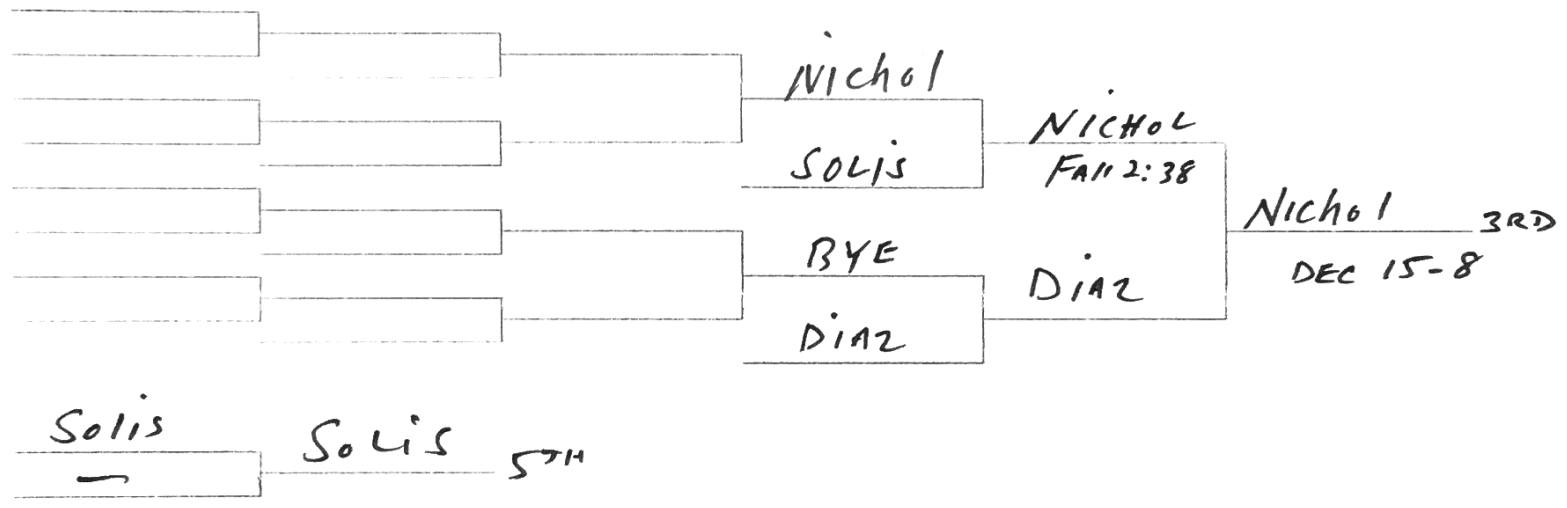 Nichol
NICHOL
SOLIS
Fall 2:38
Nichol 3RD
BYE
DEC 15-8
DIAZ
DIAZ
Solis
SOLIS 5TH
—